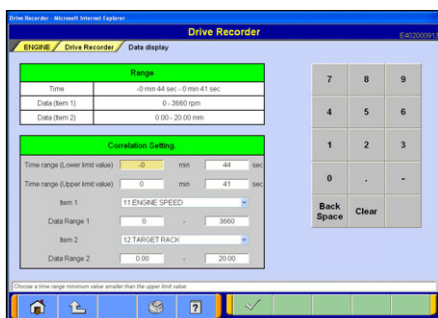 Drive Recorder - Microsoft Internet Explorer
Drive Recorder
E402000913
ENGINE Drive Recorder Data display
Range
Time -0 min 44 sec - 0 min 41 sec
Data (Item 1) 0 - 3660 rpm
Data (Item 2) 0.00 - 20.00 mm
Correlation Setting.
Time range (Lower limit value) -0 min 44 sec
Time range (Upper limit value) 0 min 41 sec
Item 1 11.ENGINE SPEED
Data Range 1 0 - 3660
Item 2 12.TARGET RACK
Data Range 2 0.00 - 20.00
7 8 9
4 5 6
1 2 3
0 . -
Back Space Clear
Choose a time range minimum value smaller than the upper limit value
?